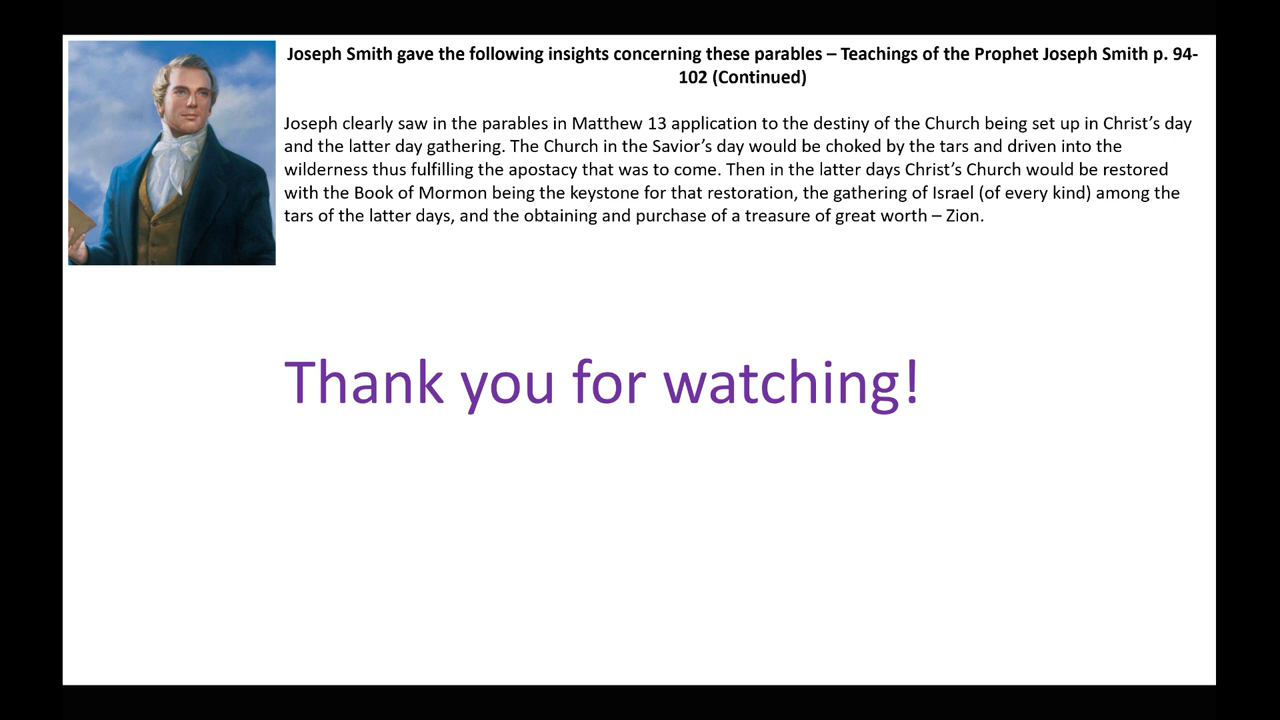 Joseph Smith gave the following insights concerning these parables – Teachings of the Prophet Joseph Smith p. 94-
102 (Continued)
Joseph clearly saw in the parables in Matthew 13 application to the destiny of the Church being set up in Christ’s day
and the latter day gathering. The Church in the Savior’s day would be choked by the tars and driven into the
wilderness thus fulfilling the apostacy that was to come. Then in the latter days Christ’s Church would be restored
with the Book of Mormon being the keystone for that restoration, the gathering of Israel (of every kind) among the
tars of the latter days, and the obtaining and purchase of a treasure of great worth – Zion.
Thank you for watching!